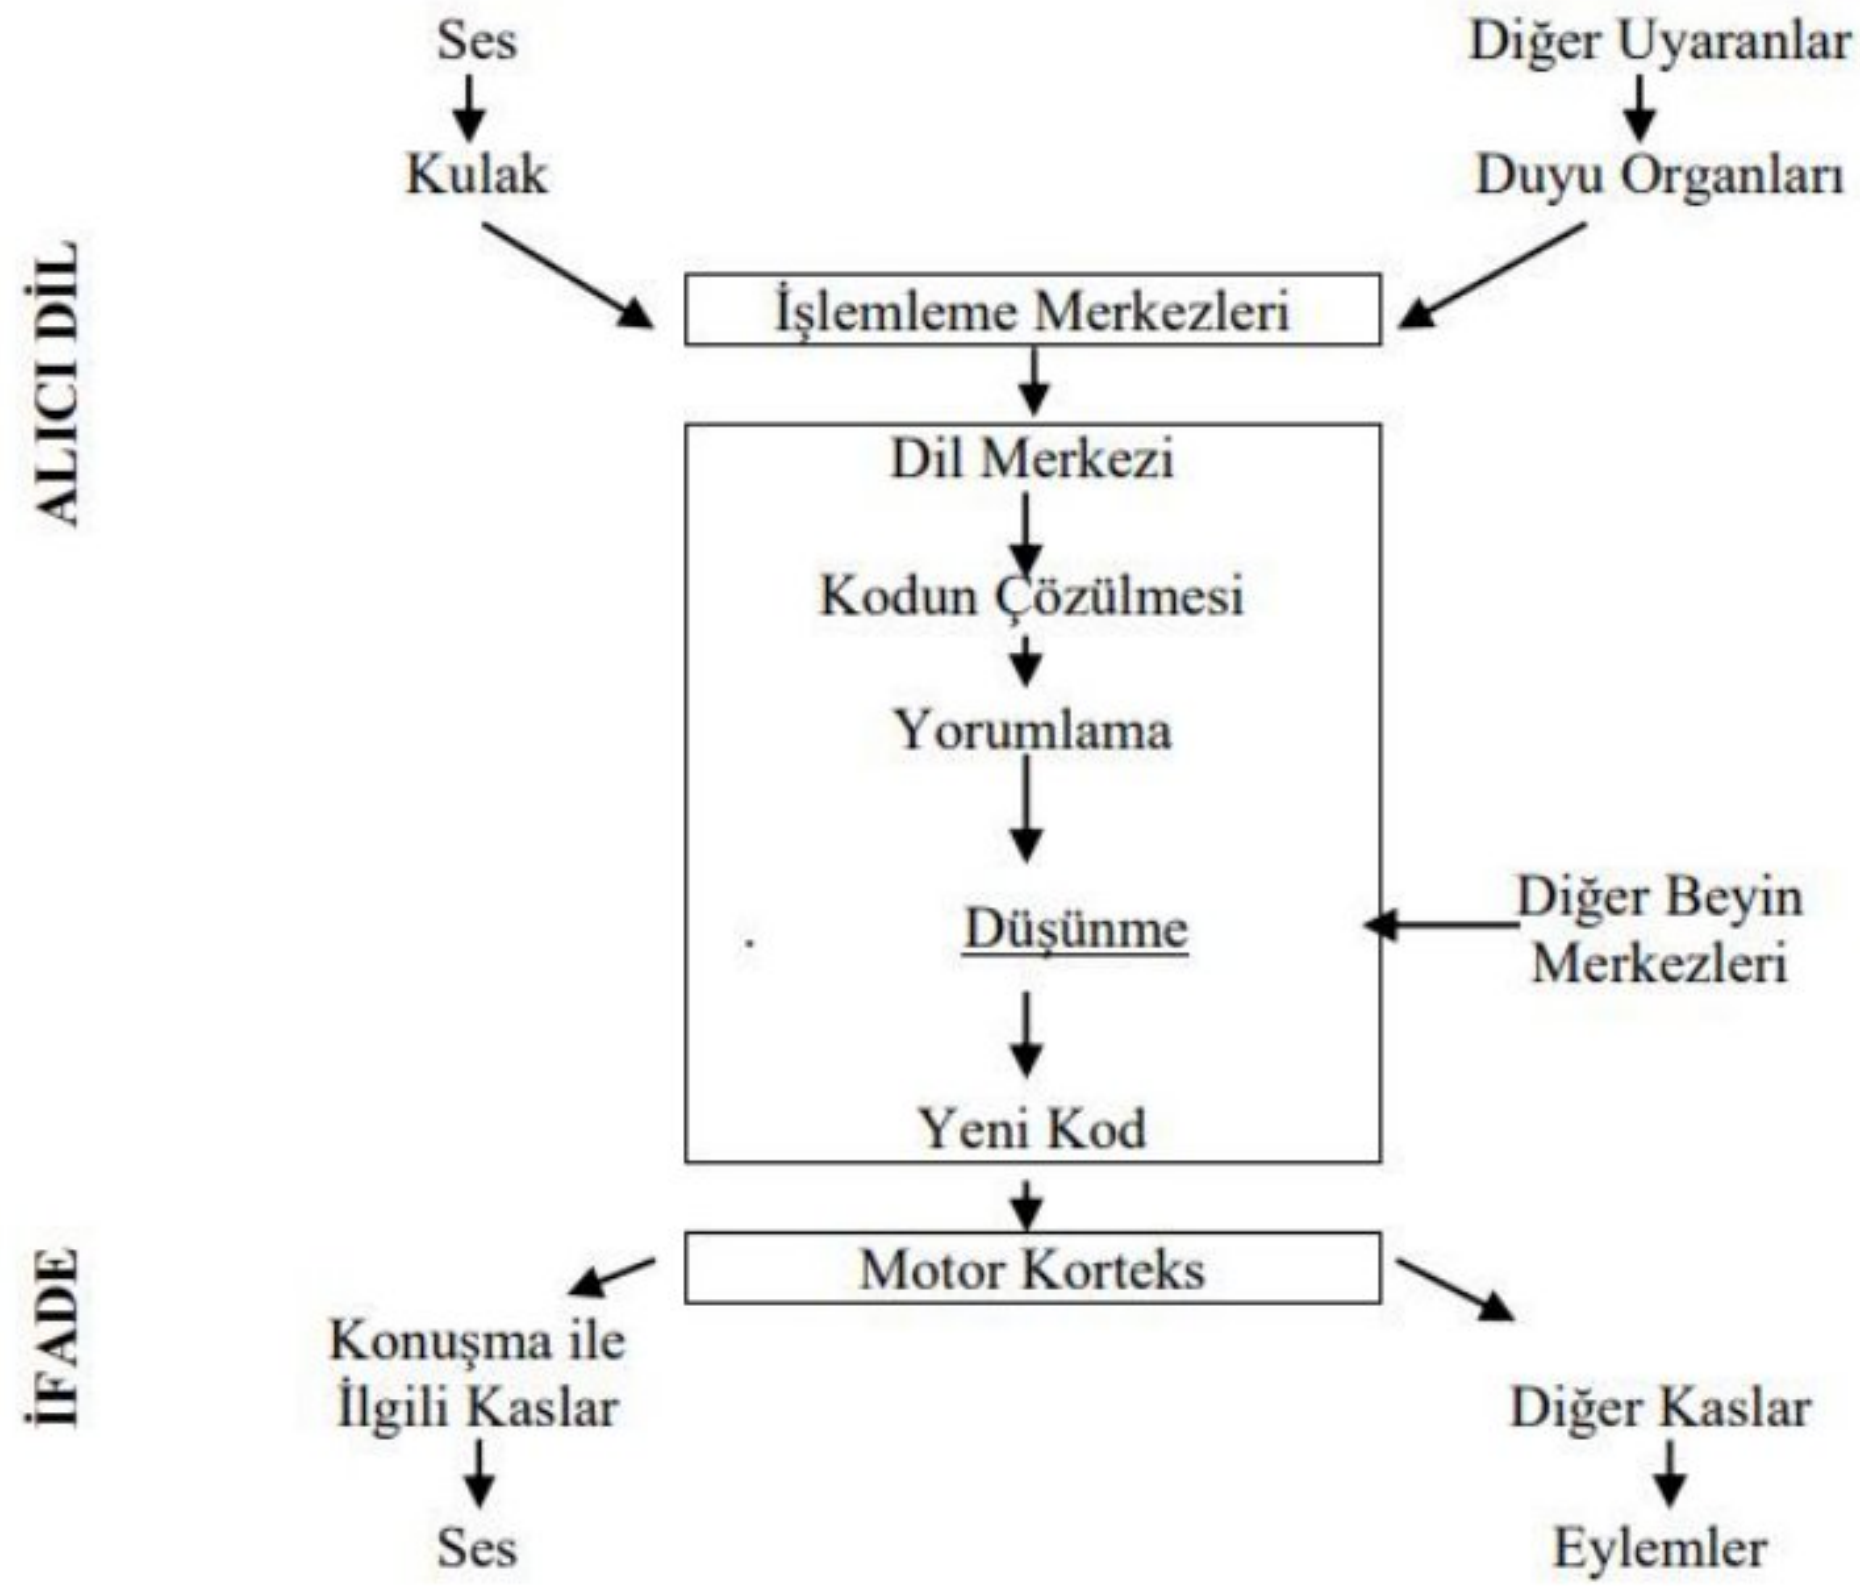 Ses
Diğer Uyaranlar
Kulak
Duyu Organları
ALICI DİL
İşlemleme Merkezleri
Dil Merkezi
Kodun Çözülmesi
Yorumlama
Düşünme
Diğer Beyin
Merkezleri
Yeni Kod
İFADE
Motor Korteks
Konuşma ile
İlgili Kaslar
Diğer Kaslar
Ses
Eylemler